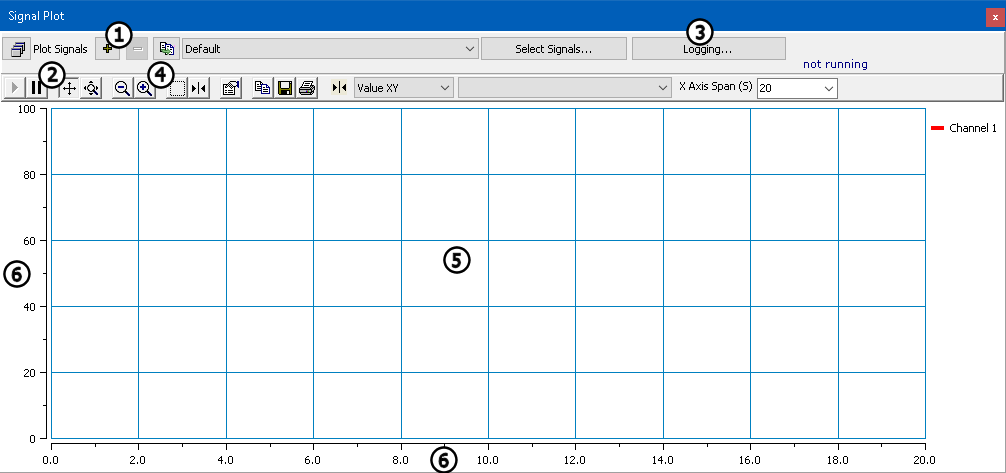 Signal Plot
x
1
3
Plot Signals
Default
Select Signals...
Logging...
not running
2
4
Value XY
X Axis Span (S)
20
100
80
60
40
20
0
6
5
Channel 1
0.0 2.0 4.0 6.0 8.0 10.0 12.0 14.0 16.0 18.0 20.0
6